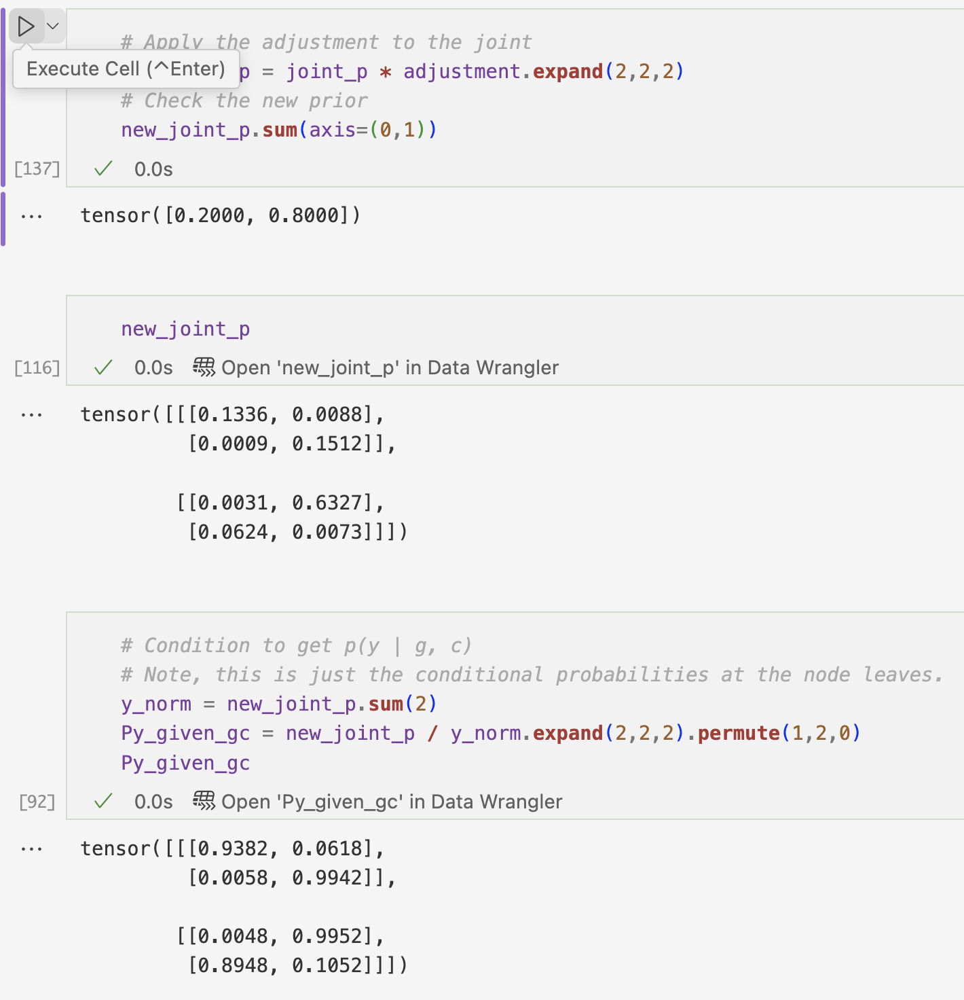 # Apply the adjustment to the joint
Execute Cell (^Enter)
p = joint_p * adjustment.expand(2,2,2)
# Check the new prior
new_joint_p.sum(axis=(0,1))
[137] ✓ 0.0s
... tensor([0.2000, 0.8000])
new_joint_p
[116] ✓ 0.0s Open 'new_joint_p' in Data Wrangler
... tensor([[[0.1336, 0.0088],
[0.0009, 0.1512]],
[[0.0031, 0.6327],
[0.0624, 0.0073]]])
# Condition to get p(y | g, c)
# Note, this is just the conditional probabilities at the node leaves.
y_norm = new_joint_p.sum(2)
Py_given_gc = new_joint_p / y_norm.expand(2,2,2).permute(1,2,0)
Py_given_gc
[92] ✓ 0.0s Open 'Py_given_gc' in Data Wrangler
... tensor([[[0.9382, 0.0618],
[0.0058, 0.9942]],
[[0.0048, 0.9952],
[0.8948, 0.1052]]])